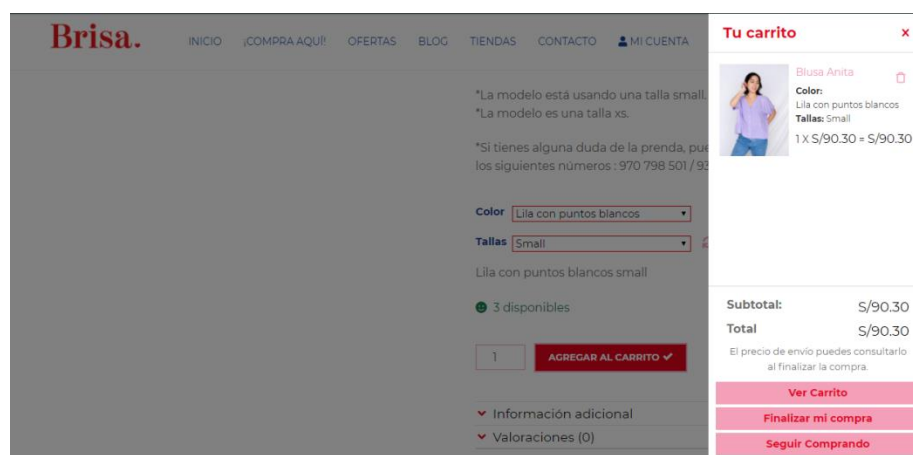 Brisa.
INICIO ¡COMPRA AQUÍ! OFERTAS BLOG TIENDAS CONTACTO MI CUENTA
*La modelo está usando una talla small.
*La modelo es una talla xs.
*Si tienes alguna duda de la prenda, pue
los siguientes números : 970 798 501 / 93
Color Lila con puntos blancos
Tallas Small
Lila con puntos blancos small
3 disponibles
1 AGREGAR AL CARRITO ✔
Información adicional
Valoraciones (0)
Tu carrito x
Blusa Anita
Color:
Lila con puntos blancos
Tallas: Small
1 X S/90.30 = S/90.30
Subtotal: S/90.30
Total S/90.30
El precio de envío puedes consultarlo
al finalizar la compra.
Ver Carrito
Finalizar mi compra
Seguir Comprando